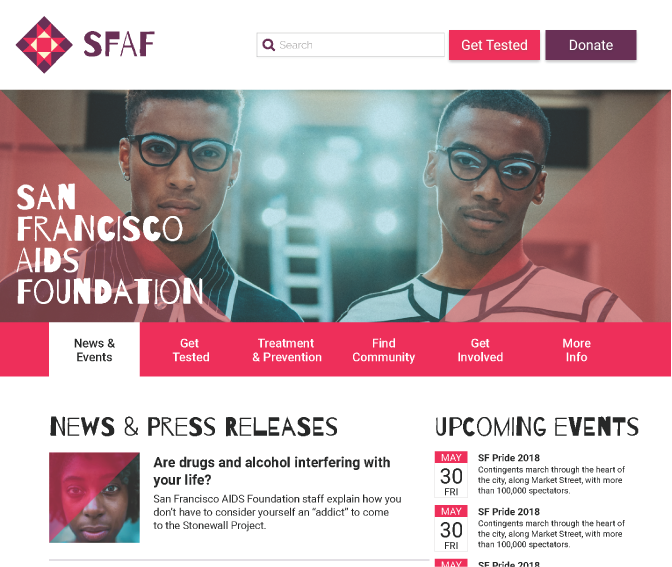 SFAF
Search
Get Tested
Donate
SAN
FRANCISCO
AIDS
FOUNDATION
News &
Events
Get
Tested
Treatment
& Prevention
Find
Community
Get
Involved
More
Info
NEWS & PRESS RELEASES
Are drugs and alcohol interfering with
your life?
San Francisco AIDS Foundation staff explain how you
don't have to consider yourself an “addict” to come
to the Stonewall Project.
UPCOMING EVENTS
MAY
30
FRI
SF Pride 2018
Contingents march through the heart of
the city, along Market Street, with more
than 100,000 spectators.
MAY
30
FRI
SF Pride 2018
Contingents march through the heart of
the city, along Market Street, with more
than 100,000 spectators.
MAY
SF Pride 2018